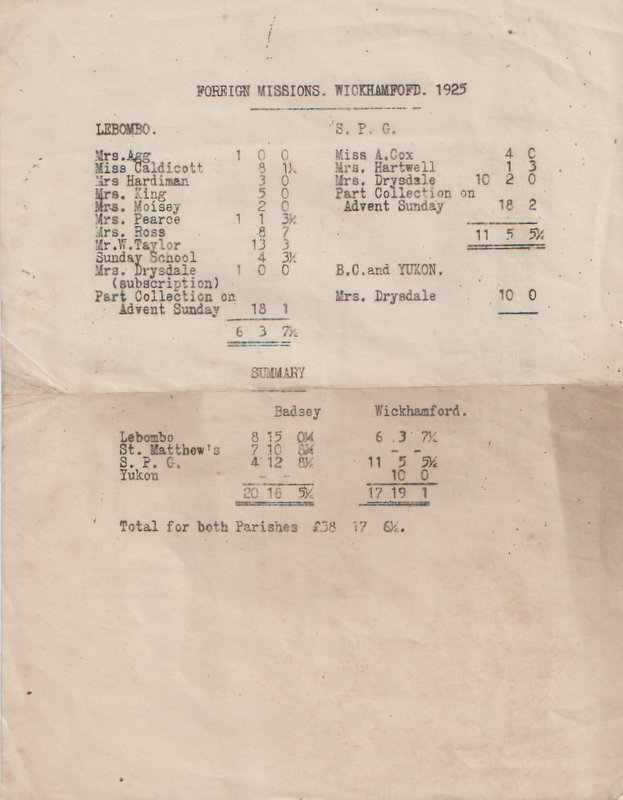 FOREIGN MISSIONS. WICKHAMFOFD. 1925
LEBOMBO.
Mrs.Agg 1 0 0
Miss Caldicott 8 1½
Mrs Hardiman 3 0
Mrs. King 5 0
Mrs. Moisey 2 0
Mrs. Pearce 1 1 3½
Mrs. Ross 8 7
Mr.W.Taylor 13 3
Sunday School 4 3½
Mrs. Drysdale 1 0 0
(subscription)
Part Collection on
Advent Sunday 18 1
6 3 7½
S. P. G.
Miss A.Cox 4 0
Mrs. Hartwell 1 3
Mrs. Drysdale 10 2 0
Part Collection on
Advent Sunday 18 2
11 5 5½
B.C.and YUKON.
Mrs. Drysdale 10 0
SUMMARY
Badsey Wickhamford.
Lebombo 8 15 0¼ 6 3 7½
St. Matthew's 7 10 8¾ - -
S. P. G. 4 12 8½ 11 5 5½
Yukon - - 10 0
20 18 5½ 17 19 1
Total for both Parishes £38 17 6½.